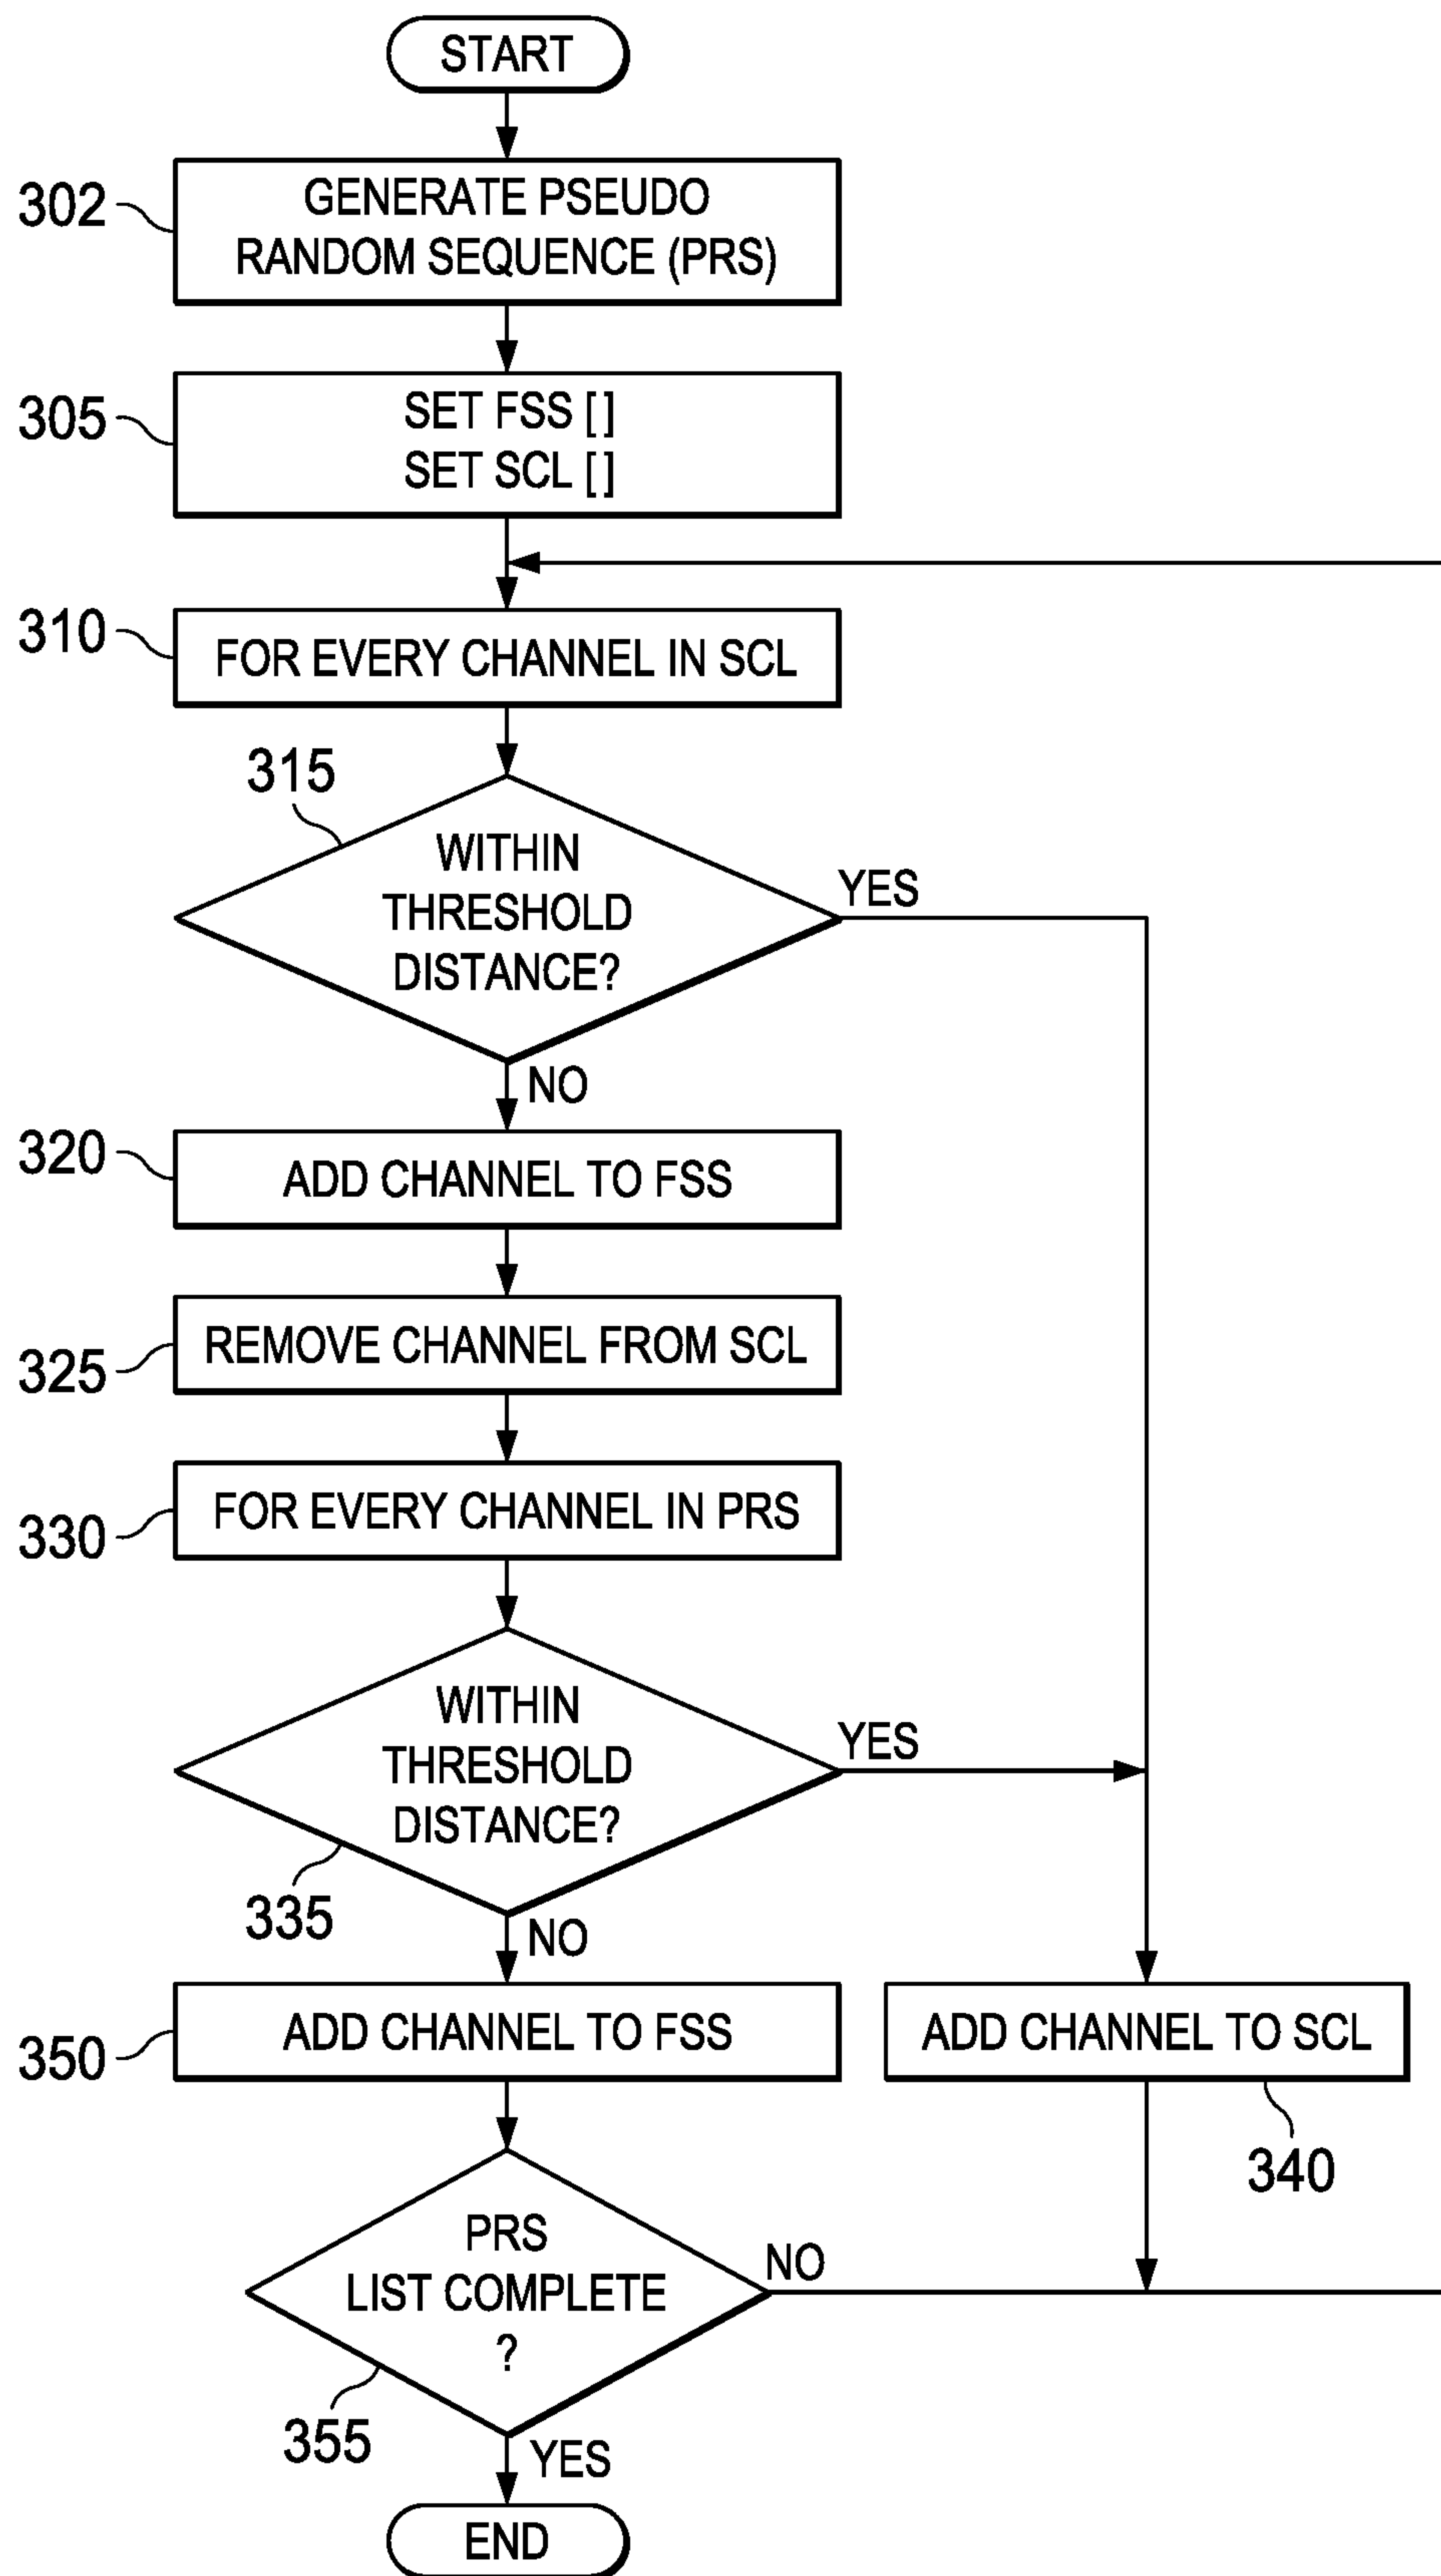 START
302
GENERATE PSEUDO
RANDOM SEQUENCE (PRS)
305
SET FSS [ ]
SET SCL [ ]
310
FOR EVERY CHANNEL IN SCL
315
WITHIN
THRESHOLD
DISTANCE?
YES
NO
320
ADD CHANNEL TO FSS
325
REMOVE CHANNEL FROM SCL
330
FOR EVERY CHANNEL IN PRS
WITHIN
THRESHOLD
DISTANCE?
YES
335
NO
350
ADD CHANNEL TO FSS
ADD CHANNEL TO SCL
340
PRS
LIST COMPLETE
?
NO
355
YES
END